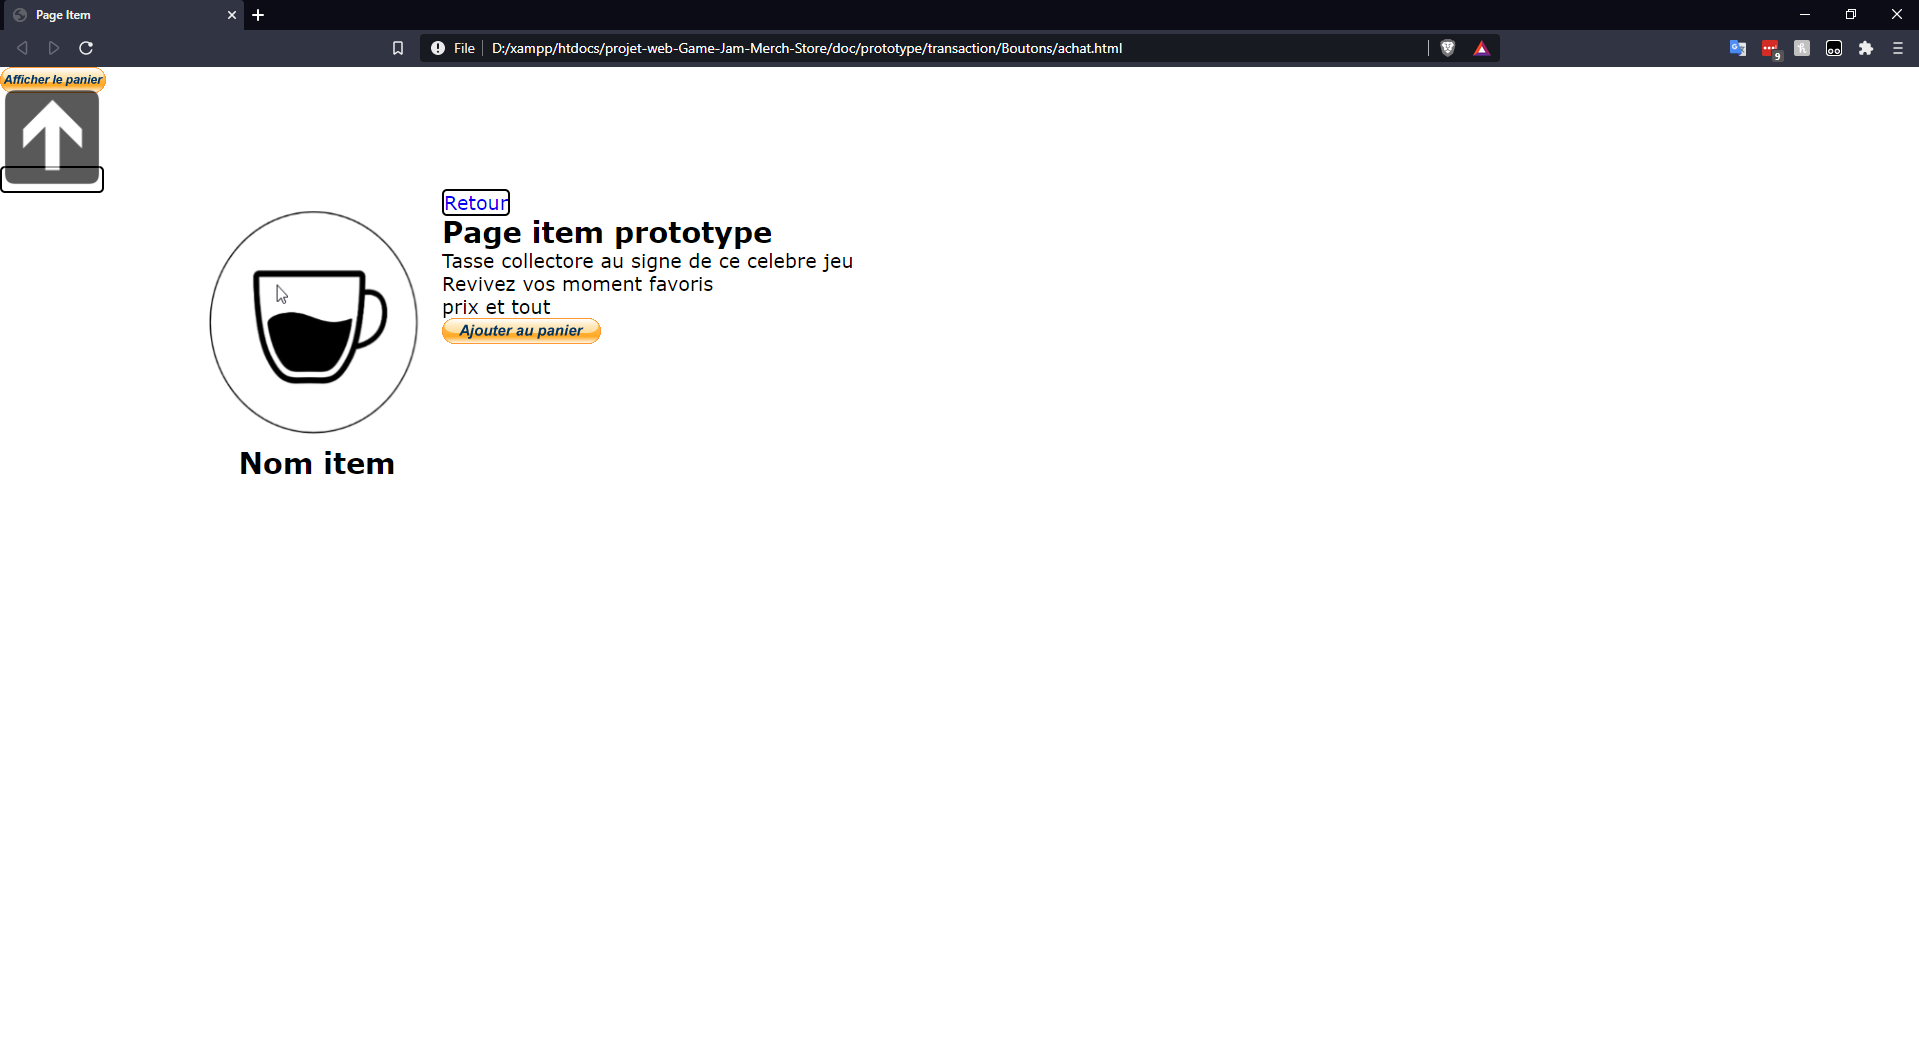 Page Item
File
D:/xampp/htdocs/projet-web-Game-Jam-Merch-Store/doc/prototype/transaction/Boutons/achat.html
9
Afficher le panier
Retour
Page item prototype
Tasse collectore au signe de ce celebre jeu
Revivez vos moment favoris
prix et tout
Ajouter au panier
Nom item